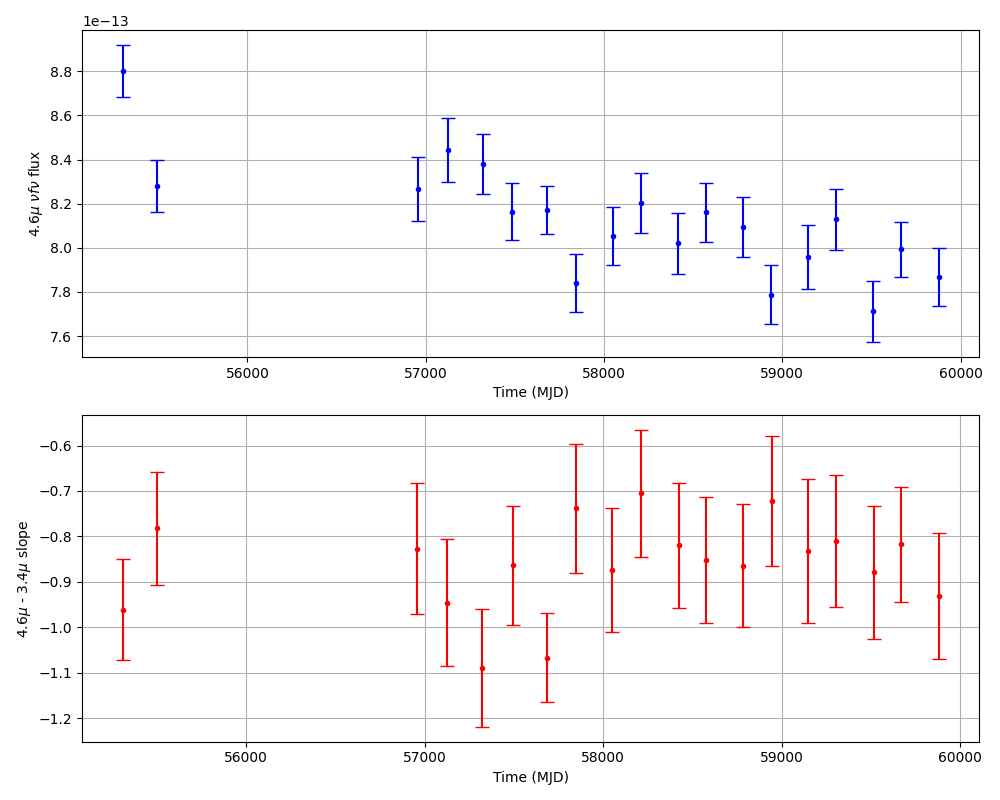 1e−13
8.8
8.6
8.4
8.2
8.0
7.8
7.6
4.6μ νfν flux
56000 57000 58000 59000 60000
Time (MJD)
−0.6
−0.7
−0.8
−0.9
−1.0
−1.1
−1.2
4.6μ - 3.4μ slope
56000 57000 58000 59000 60000
Time (MJD)